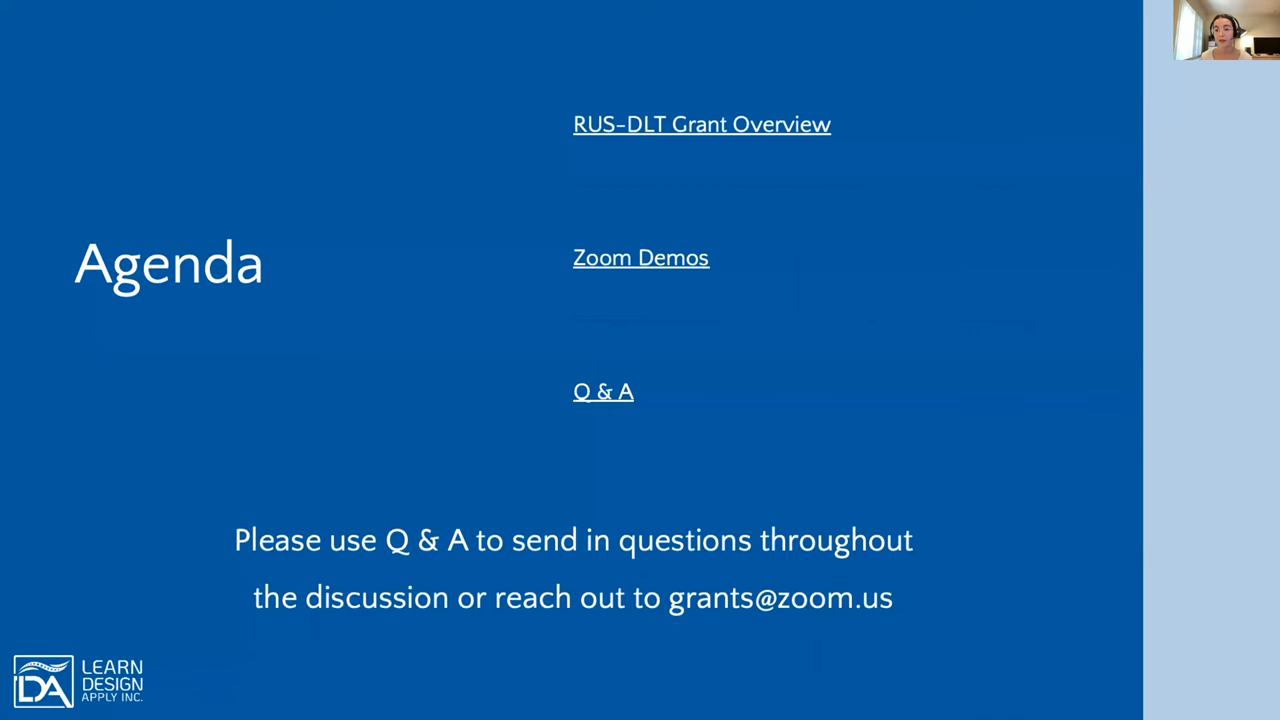 Agenda
RUS-DLT Grant Overview
Zoom Demos
Q & A
Please use Q & A to send in questions throughout
the discussion or reach out to grants@zoom.us
LDA
LEARN
DESIGN
APPLY INC.